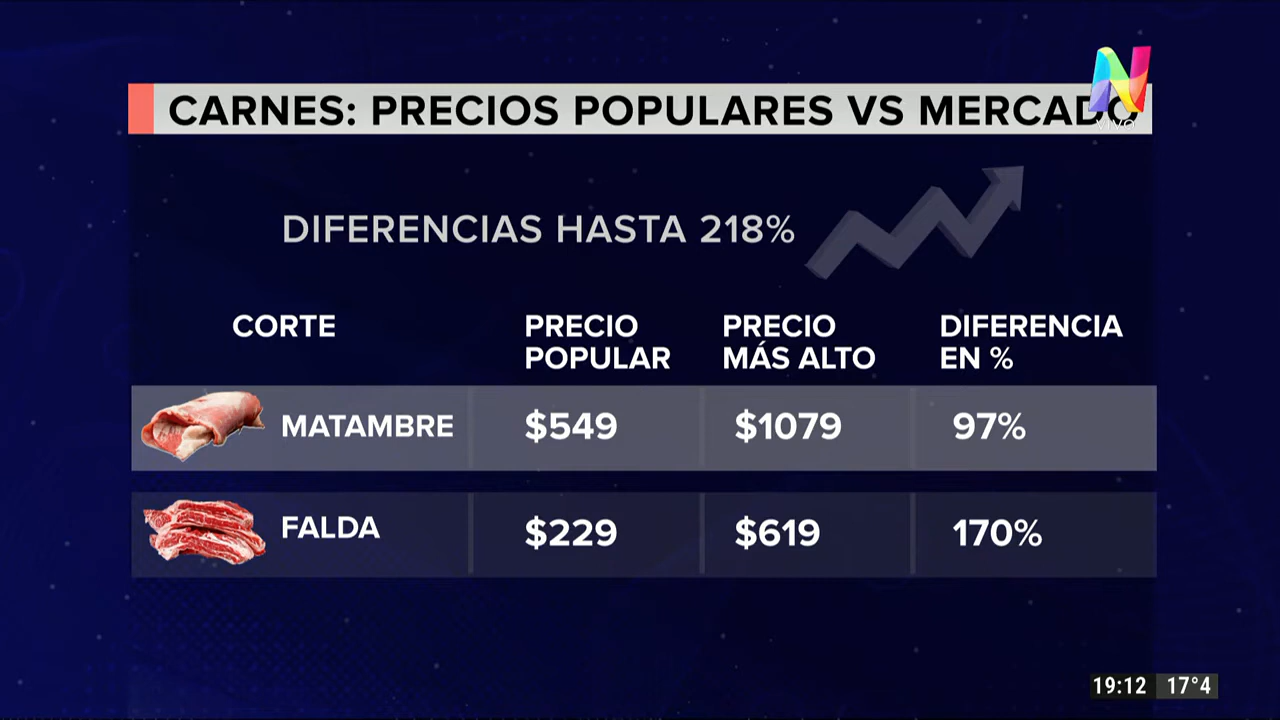 N
VIVO
CARNES: PRECIOS POPULARES VS MERCADO
DIFERENCIAS HASTA 218%
CORTE PRECIO POPULAR PRECIO MÁS ALTO DIFERENCIA EN %
MATAMBRE $549 $1079 97%
FALDA $229 $619 170%
19:12 17°4